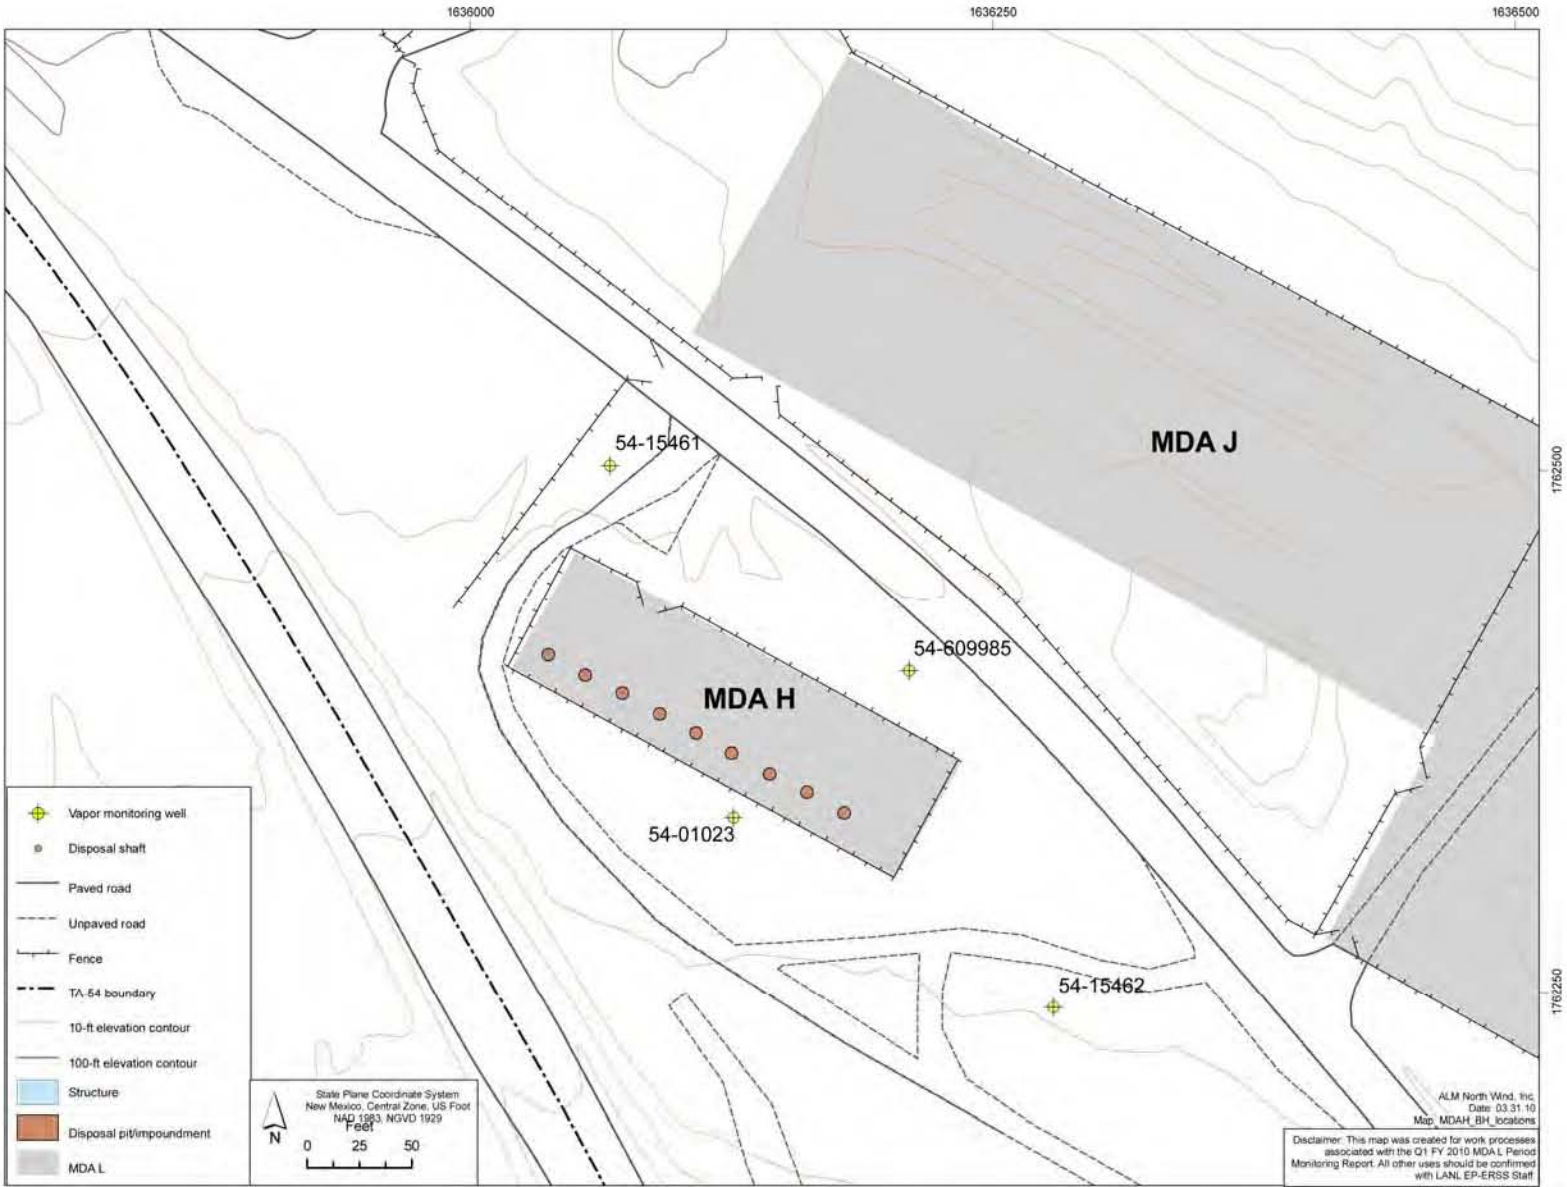 1636000
1636250
1636500
MDA J
54-15461
1762500
54-609985
MDA H
54-01023
54-15462
1762250
Vapor monitoring well
Disposal shaft
Paved road
Unpaved road
Fence
TA-54 boundary
10-ft elevation contour
100-ft elevation contour
Structure
Disposal pit/impoundment
MDA L
N
State Plane Coordinate System
New Mexico, Central Zone, US Foot
NAD 1983, NGVD 1929
Feet
0 25 50
ALM North Wind, Inc.
Date: 03.31.10
Map: MDAH_BH_locations
Disclaimer: This map was created for work processes
associated with the Q1 FY 2010 MDA L Period
Monitoring Report. All other uses should be confirmed
with LANL EP-ERSS Staff